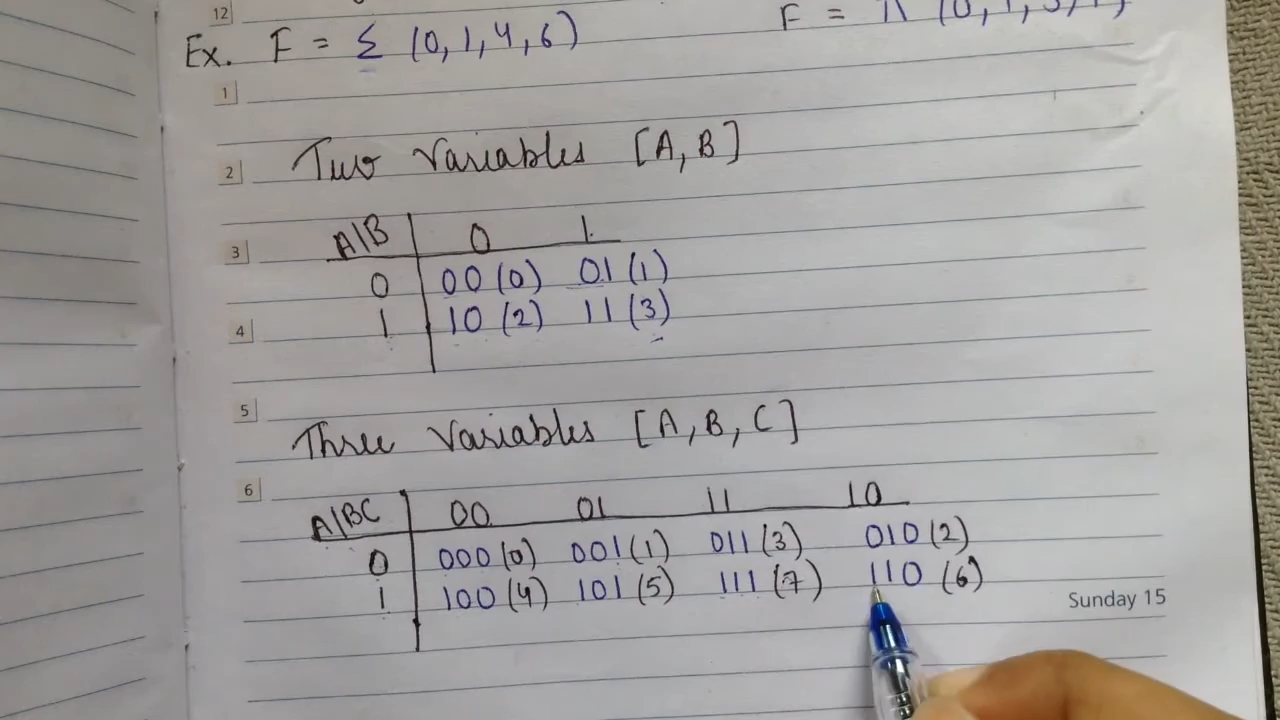 12
Ex. F = Σ (0, 1, 4, 6)
F = Π (0, 1,
1
2 Two Variables [A, B]
3 A|B 0 1
0 00 (0) 01 (1)
4 1 10 (2) 11 (3)
5 Three Variables [A, B, C]
6
A|BC 00 01 11 10
0 000 (0) 001 (1) 011 (3) 010 (2)
1 100 (4) 101 (5) 111 (7) 110 (6)
Sunday 15